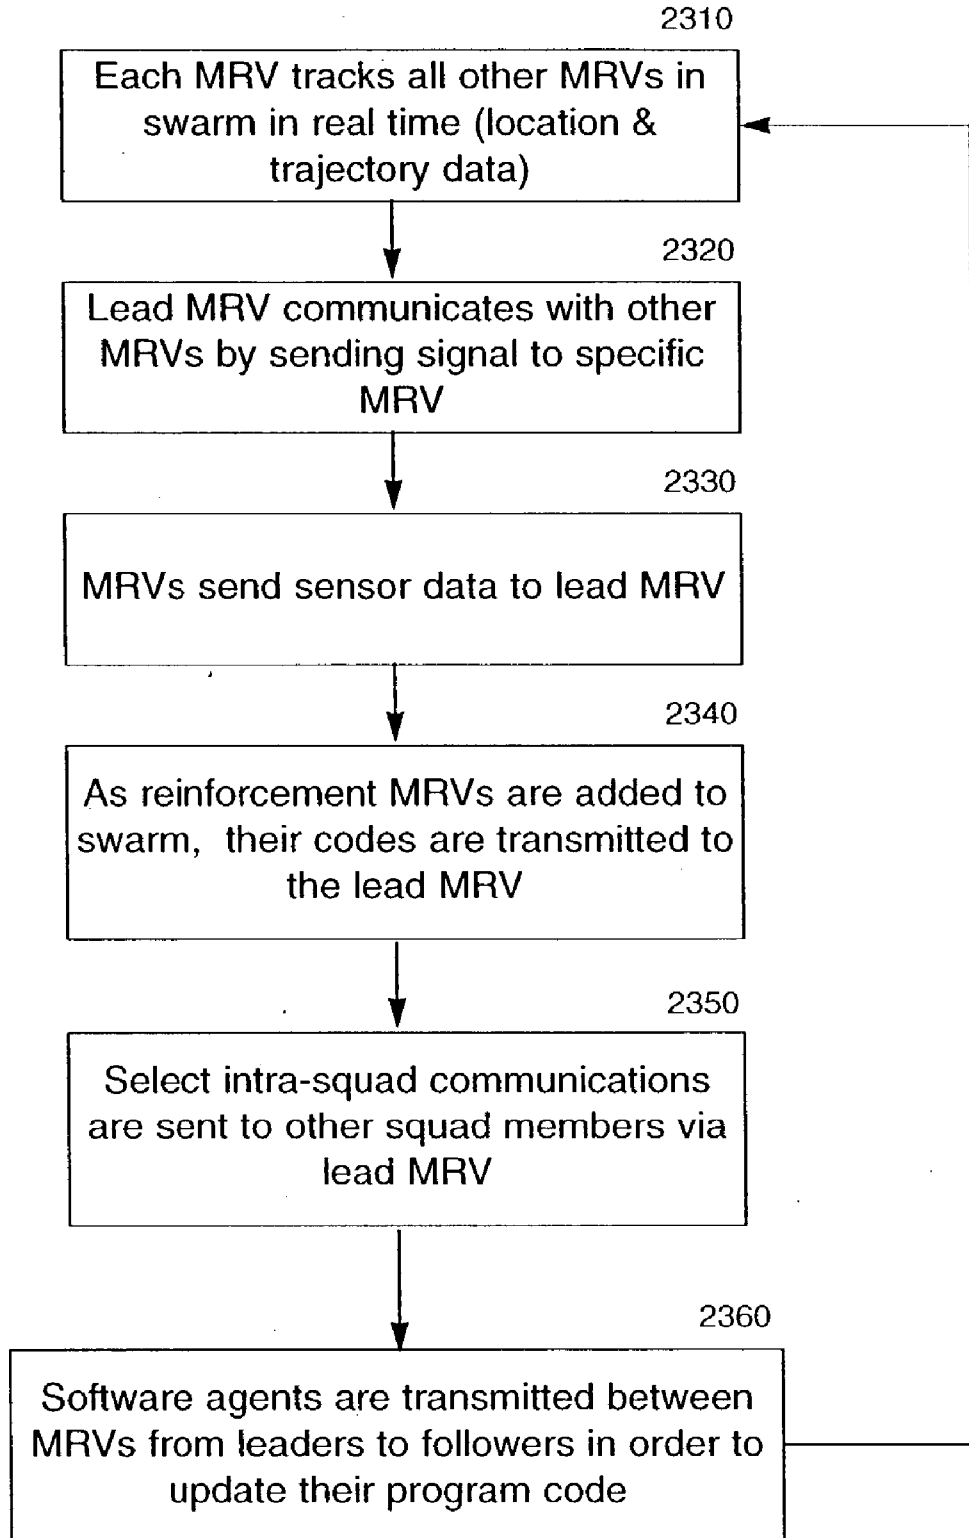 2310
Each MRV tracks all other MRVs in
swarm in real time (location &
trajectory data)
2320
Lead MRV communicates with other
MRVs by sending signal to specific
MRV
2330
MRVs send sensor data to lead MRV
2340
As reinforcement MRVs are added to
swarm, their codes are transmitted to
the lead MRV
2350
Select intra-squad communications
are sent to other squad members via
lead MRV
2360
Software agents are transmitted between
MRVs from leaders to followers in order to
update their program code